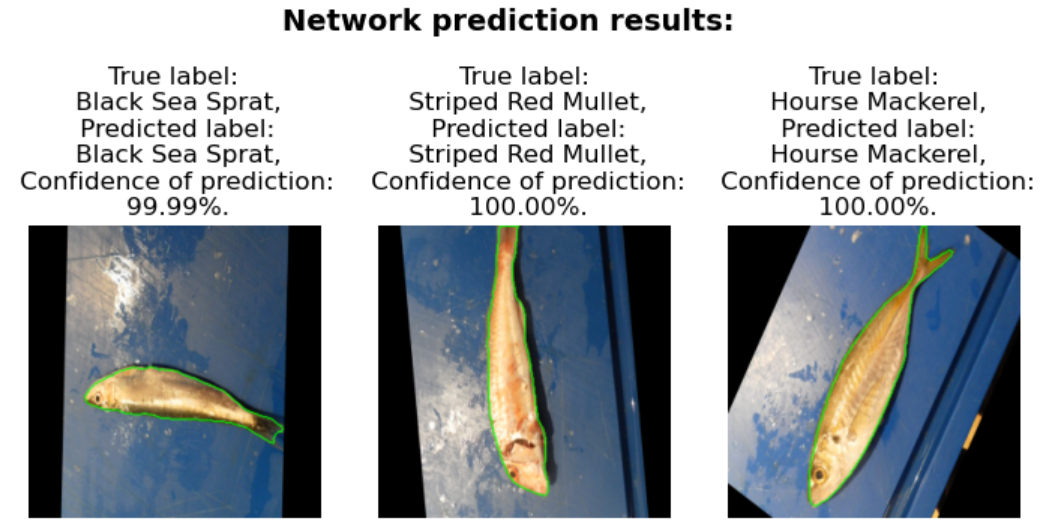 Network prediction results:
True label:
Black Sea Sprat,
Predicted label:
Black Sea Sprat,
Confidence of prediction:
99.99%.
True label:
Striped Red Mullet,
Predicted label:
Striped Red Mullet,
Confidence of prediction:
100.00%.
True label:
Hourse Mackerel,
Predicted label:
Hourse Mackerel,
Confidence of prediction:
100.00%.